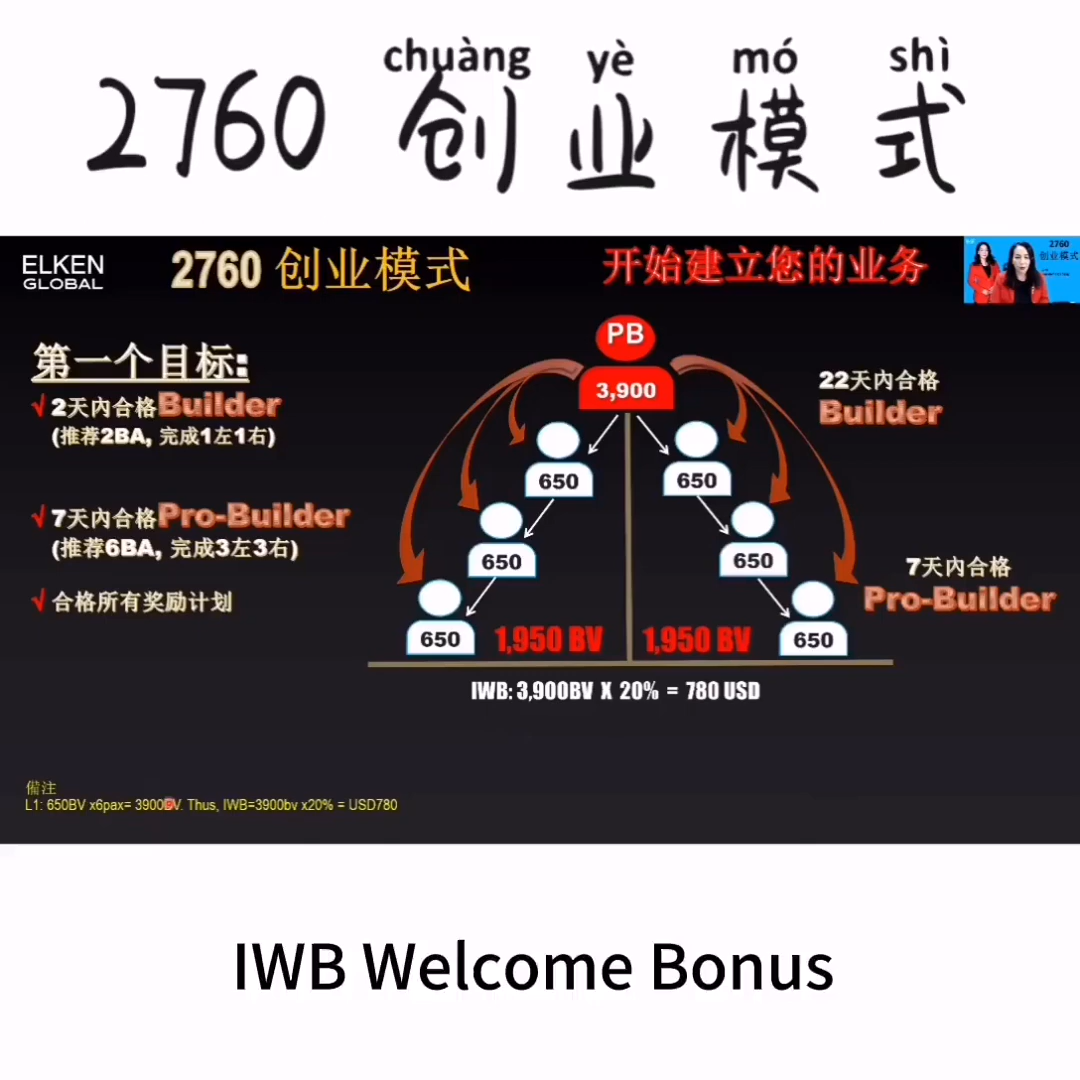 chuàng yè mó shì
2760 创业模式
ELKEN
GLOBAL
2760 创业模式
开始建立您的业务
2760
创业模式
第一个目标:
√ 2天内合格Builder
(推荐2BA, 完成1左1右)
√ 7天内合格Pro-Builder
(推荐6BA, 完成3左3右)
√ 合格所有奖励计划
PB
3,900
650
650
650
650
650
650
1,950 BV
1,950 BV
22天内合格
Builder
7天内合格
Pro-Builder
IWB: 3,900BV X 20% = 780 USD
備注
L1: 650BV x6pax= 3900BV. Thus, IWB=3900bv x20% = USD780
IWB Welcome Bonus